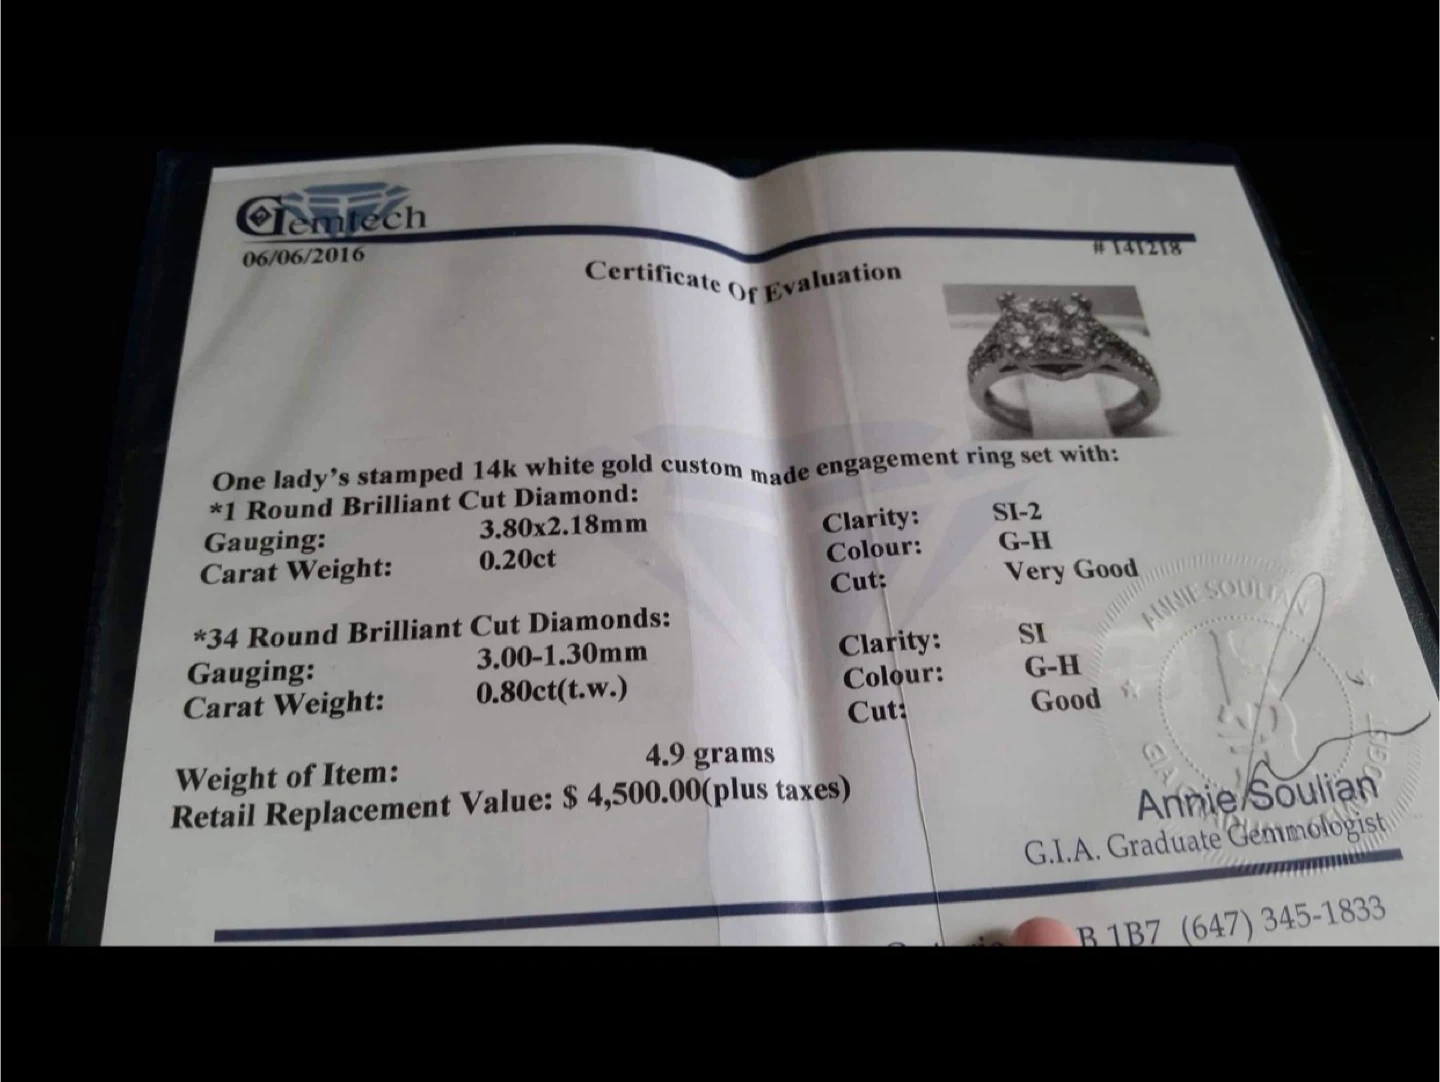 Gemtech
06/06/2016
# 141218
Certificate Of Evaluation
One lady's stamped 14k white gold custom made engagement ring set with:
*1 Round Brilliant Cut Diamond:
Gauging: 3.80x2.18mm Clarity: SI-2
Carat Weight: 0.20ct Colour: G-H
Cut: Very Good
*34 Round Brilliant Cut Diamonds:
Gauging: 3.00-1.30mm Clarity: SI
Carat Weight: 0.80ct(t.w.) Colour: G-H
Cut: Good
Weight of Item: 4.9 grams
Retail Replacement Value: $ 4,500.00(plus taxes)
ANNIE SOULIAN
Annie Soulian
G.I.A. Graduate Gemmologist
B 1B7 (647) 345-1833